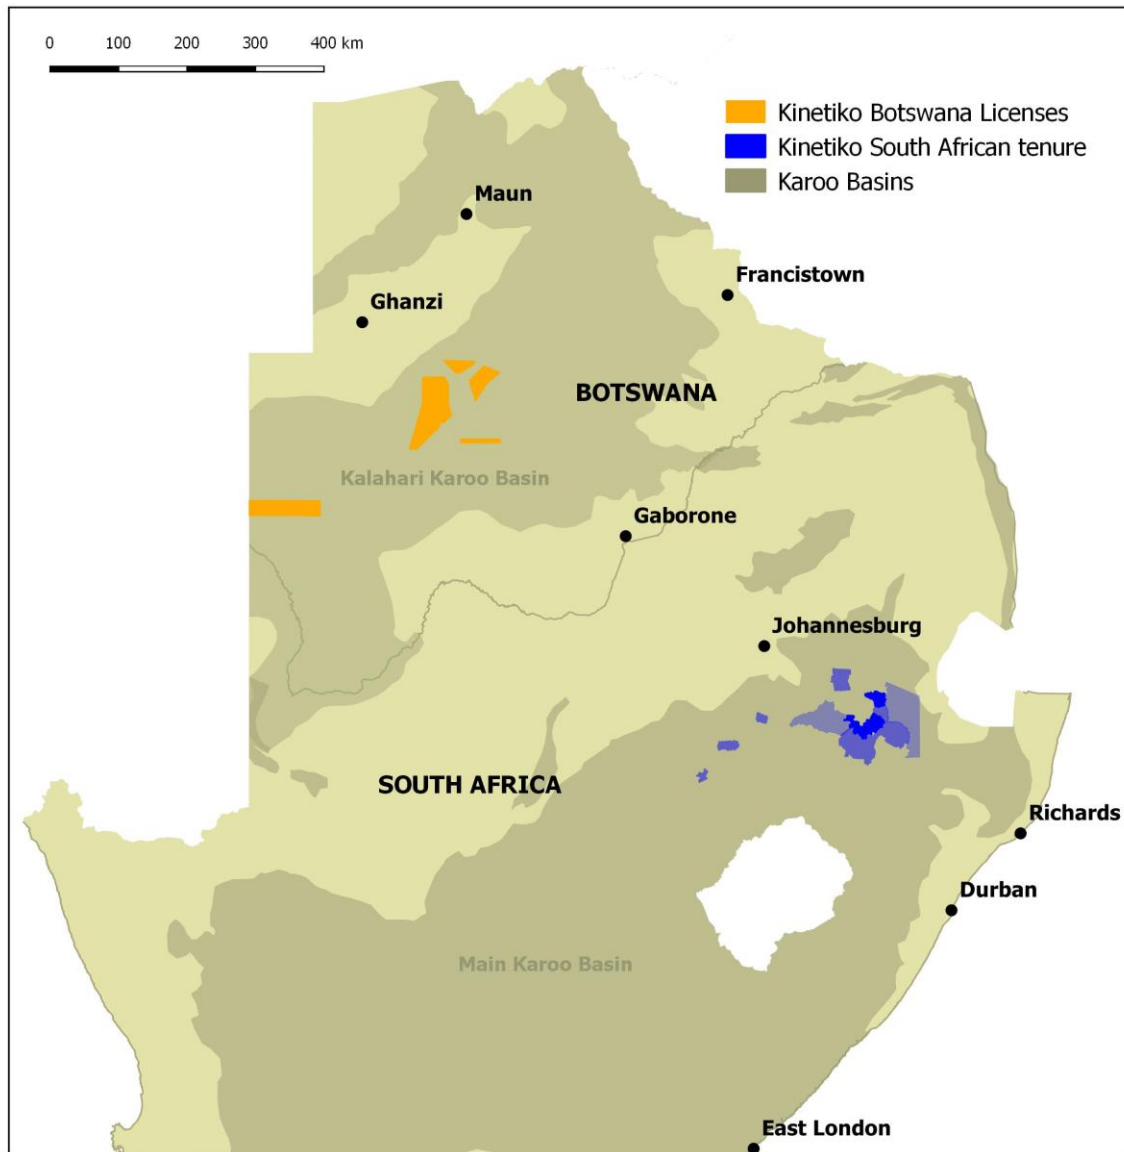 0 100 200 300 400 km
Kinetiko Botswana Licenses
Kinetiko South African tenure
Karoo Basins
Maun
Francistown
Ghanzi
BOTSWANA
Kalahari Karoo Basin
Gaborone
Johannesburg
SOUTH AFRICA
Richards
Durban
Main Karoo Basin
East London